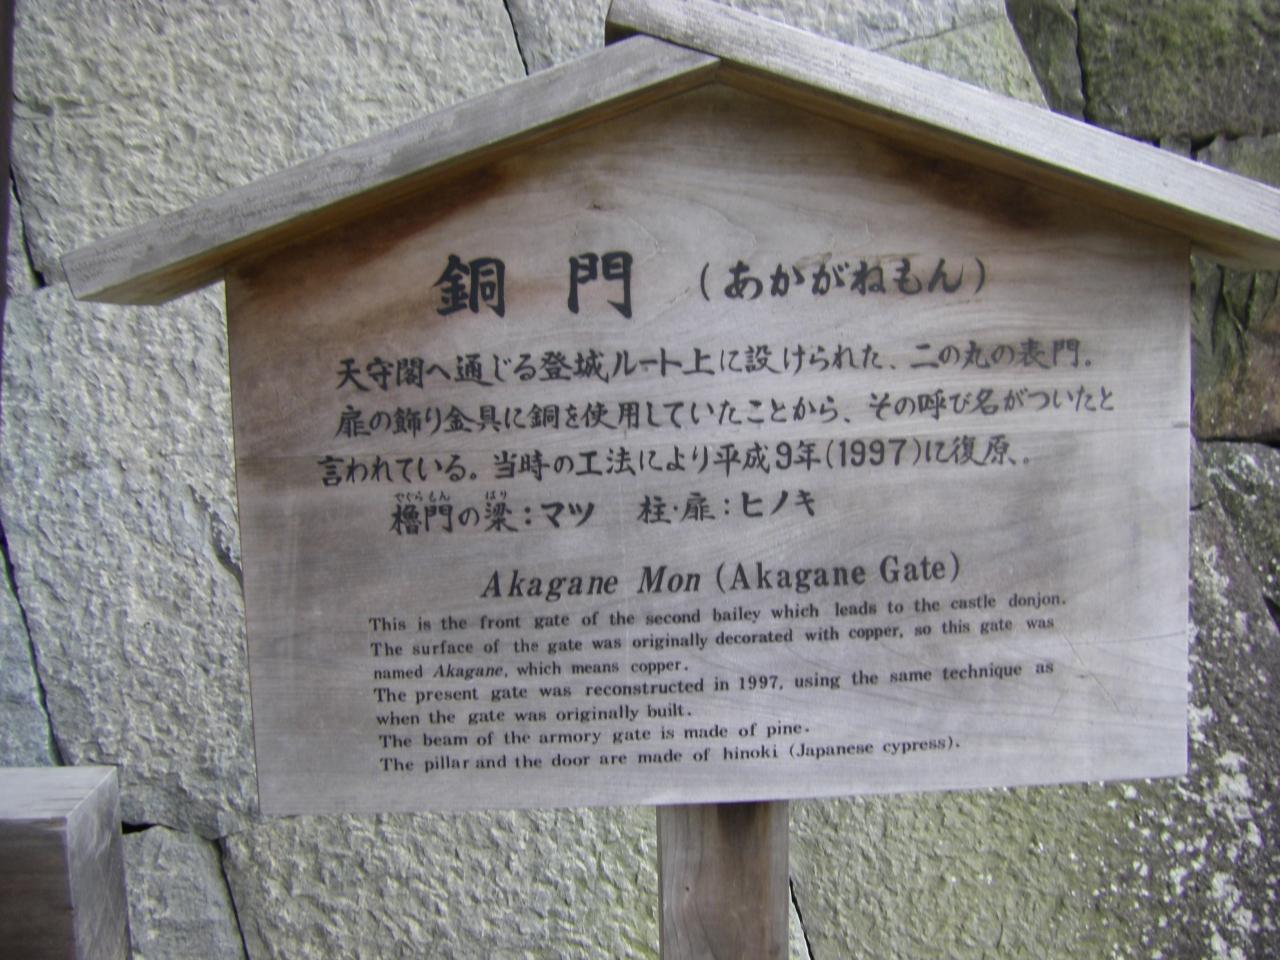 銅門 (あかがねもん)
天守閣へ通じる登城ルート上に設けられた、二の丸の表門。
扉の飾り金具に銅を使用していたことから、その呼び名がついたと
言われている。当時の工法により平成9年(1997)に復原。
やぐらもん はり
櫓門の梁:マツ 柱・扉:ヒノキ
Akagane Mon (Akagane Gate)
This is the front gate of the second bailey which leads to the castle donjon.
The surface of the gate was originally decorated with copper, so this gate was
named Akagane, which means copper.
The present gate was reconstructed in 1997, using the same technique as
when the gate was originally built.
The beam of the armory gate is made of pine.
The pillar and the door are made of hinoki (Japanese cypress).